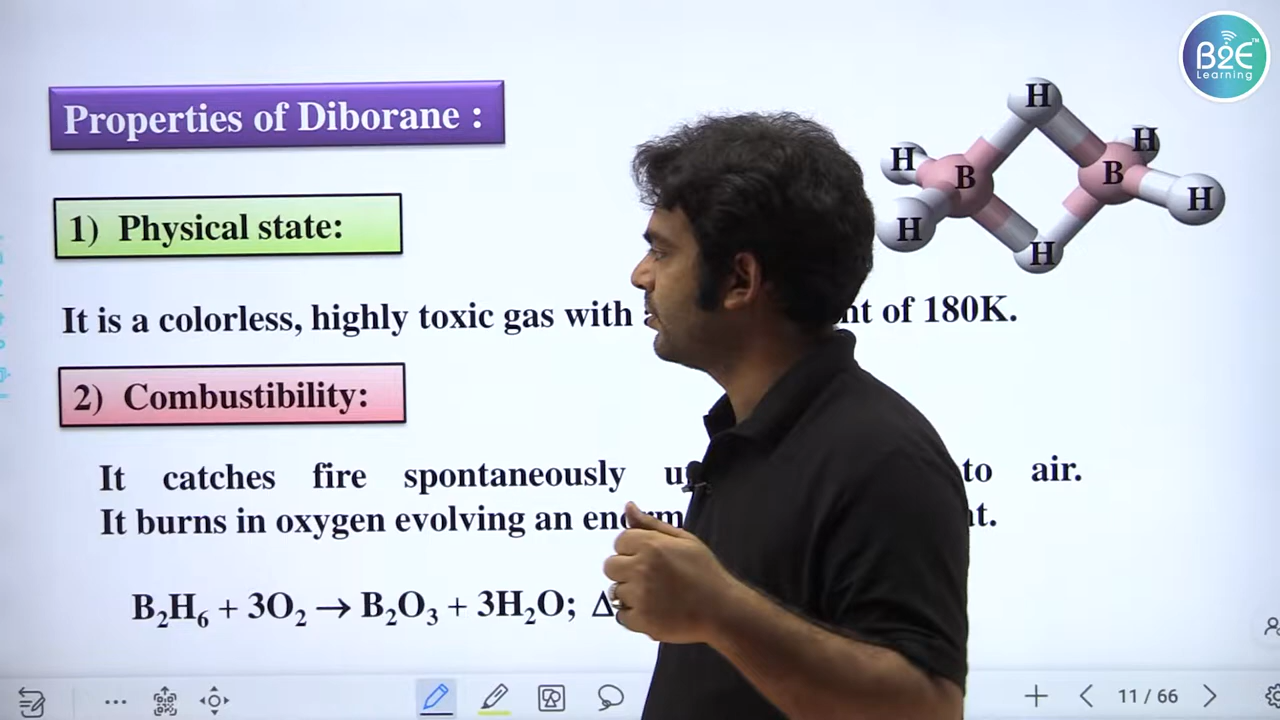 B2E
Learning
TM
Properties of Diborane :
H
H
H
B
B
H
H
H
1) Physical state:
It is a colorless, highly toxic gas with of 180K.
2) Combustibility:
It catches fire spontaneously to air.
It burns in oxygen evolving an
B₂H₆ + 3O₂ → B₂O₃ + 3H₂O; Δ
11 / 66